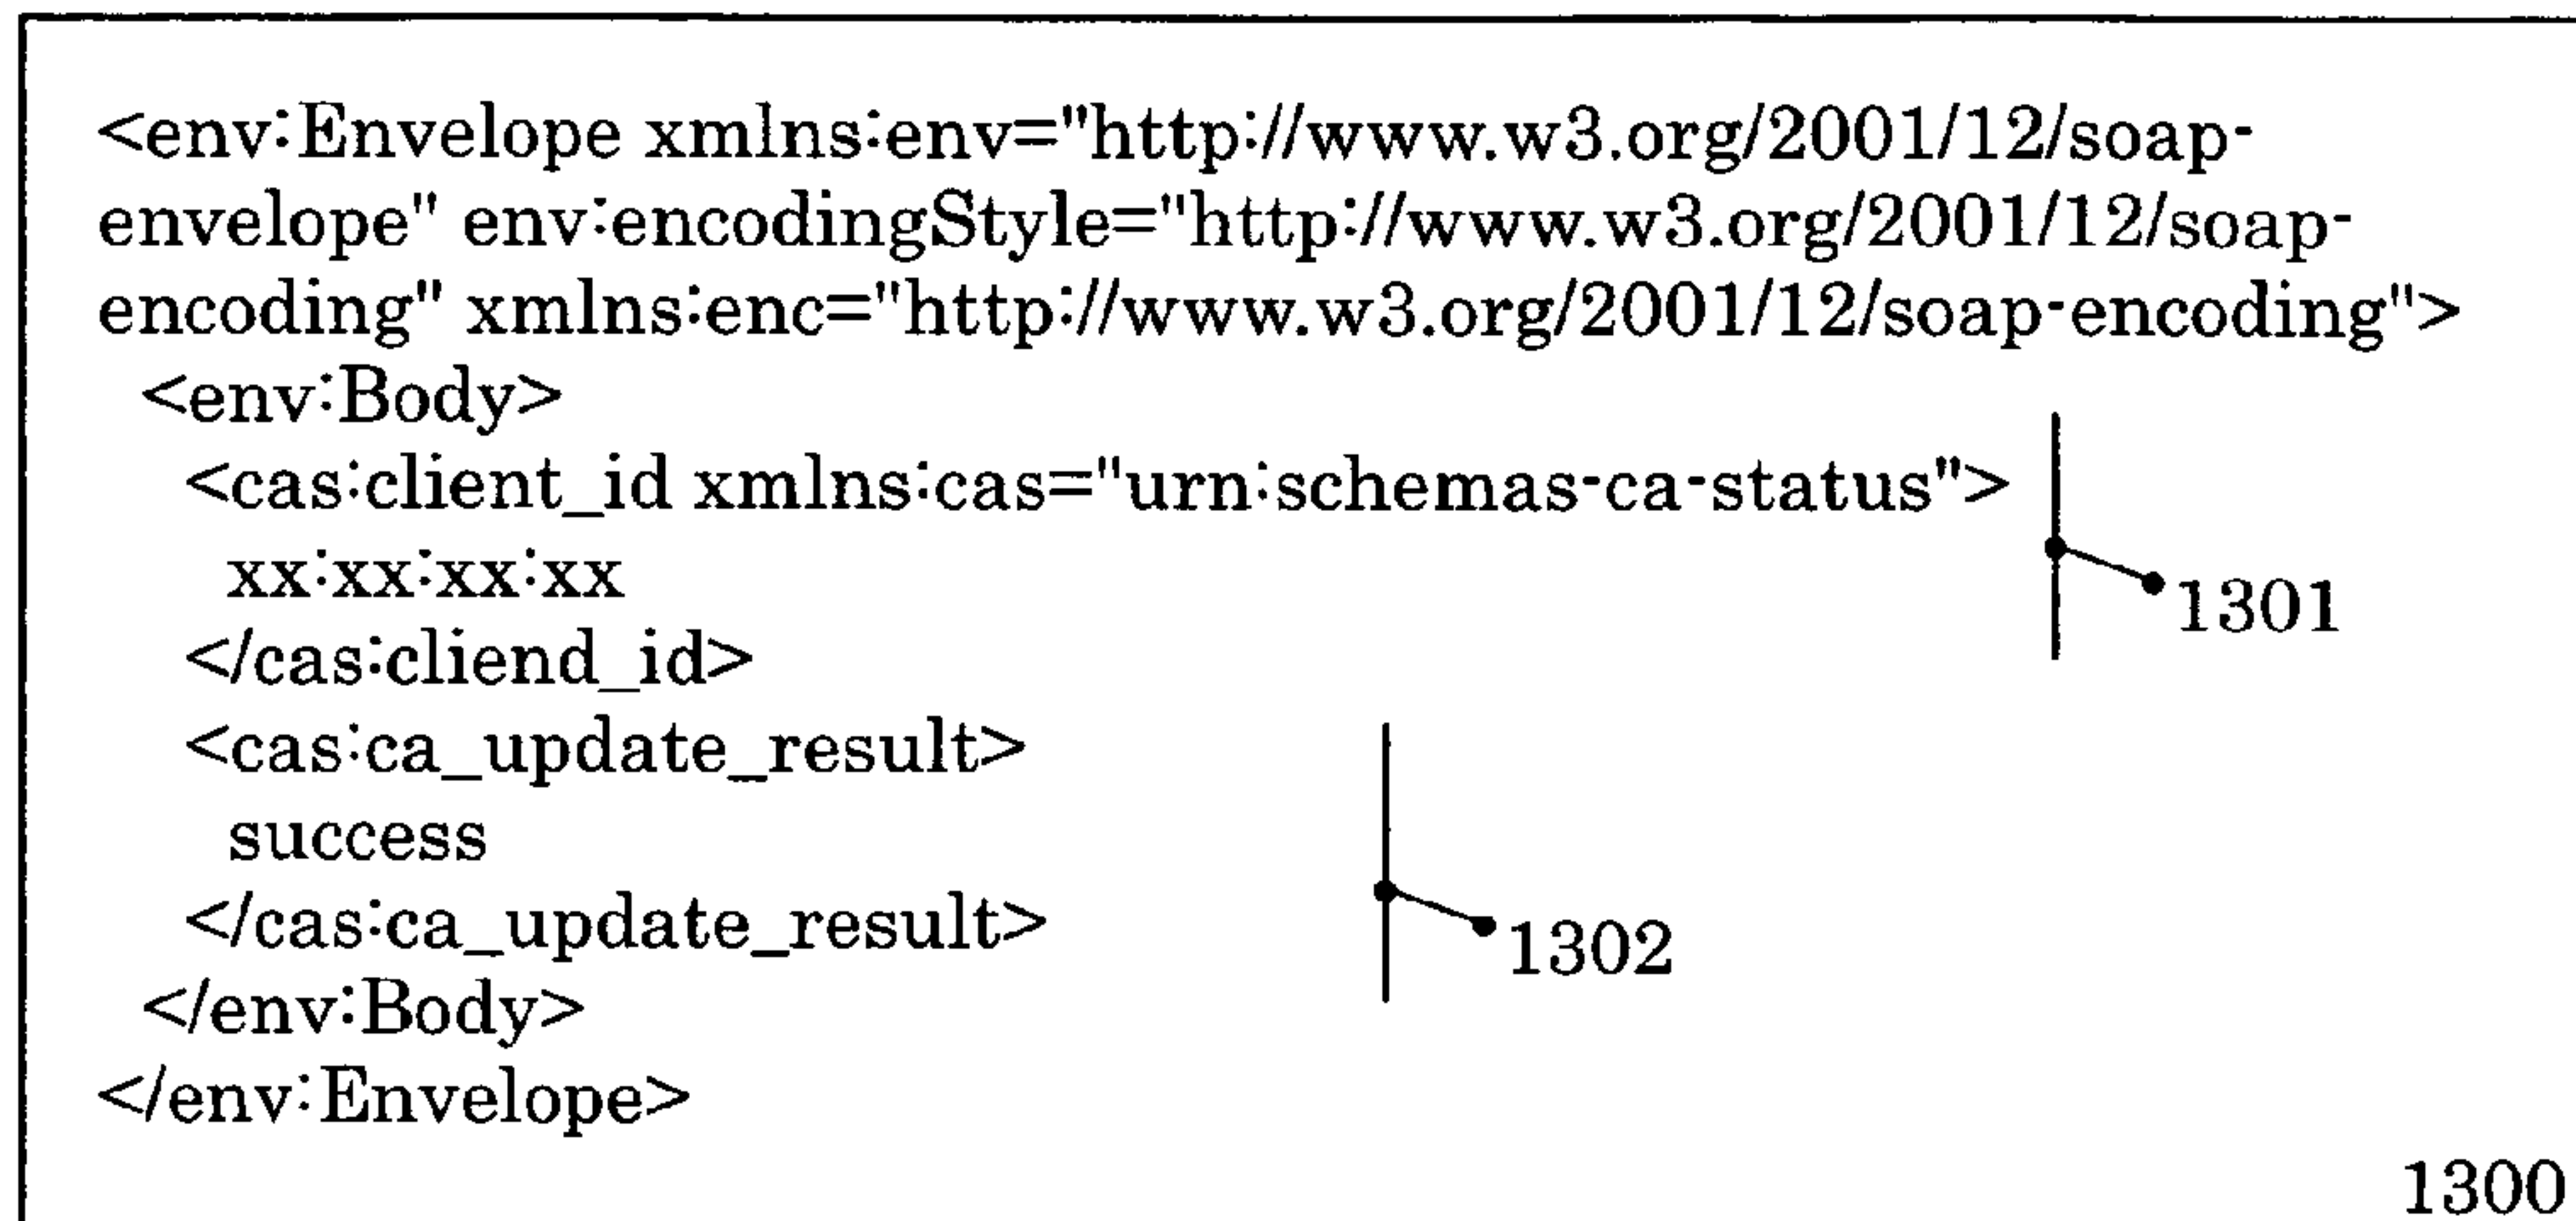 <env:Envelope xmlns:env="http://www.w3.org/2001/12/soap-
envelope" env:encodingStyle="http://www.w3.org/2001/12/soap-
encoding" xmlns:enc="http://www.w3.org/2001/12/soap-encoding">
<env:Body>
<cas:client_id xmlns:cas="urn:schemas-ca-status">
xx:xx:xx:xx
1301
</cas:cliend_id>
<cas:ca_update_result>
success
</cas:ca_update_result>
1302
</env:Body>
</env:Envelope>
1300